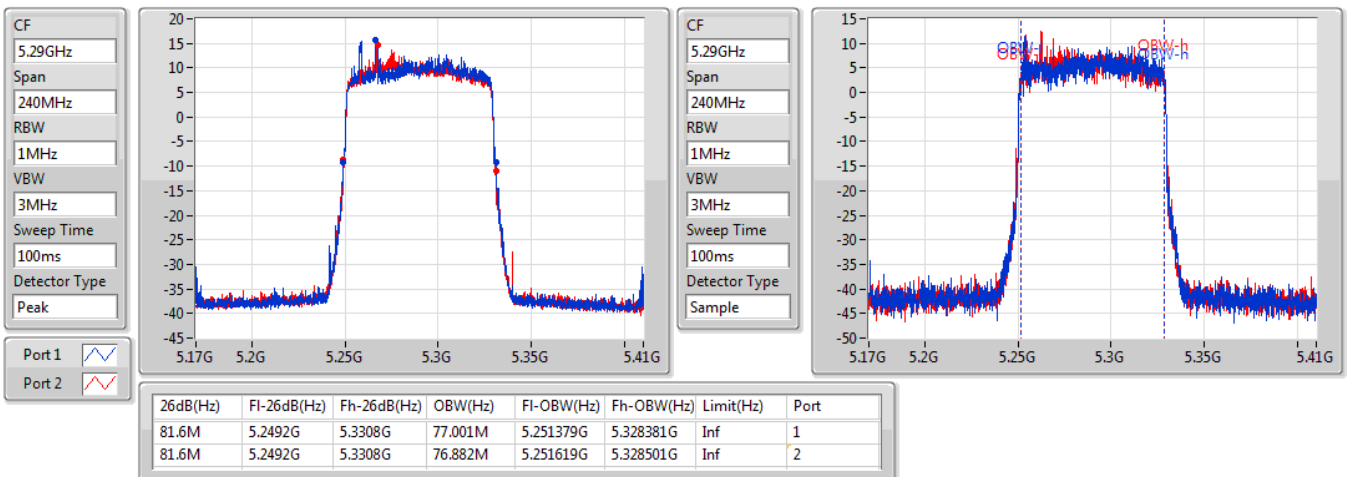 CF
5.29GHz
Span
240MHz
RBW
1MHz
VBW
3MHz
Sweep Time
100ms
Detector Type
Peak
20
15
10
5
0
-5
-10
-15
-20
-25
-30
-35
-40
-45
5.17G 5.2G 5.25G 5.3G 5.35G 5.41G
CF
5.29GHz
Span
240MHz
RBW
1MHz
VBW
3MHz
Sweep Time
100ms
Detector Type
Sample
15
10
5
0
-5
-10
-15
-20
-25
-30
-35
-40
-45
-50
OBW-h
OBW-h
5.17G 5.2G 5.25G 5.3G 5.35G 5.41G
Port 1
Port 2
26dB(Hz) Fl-26dB(Hz) Fh-26dB(Hz) OBW(Hz) Fl-OBW(Hz) Fh-OBW(Hz) Limit(Hz) Port
81.6M 5.2492G 5.3308G 77.001M 5.251379G 5.328381G Inf 1
81.6M 5.2492G 5.3308G 76.882M 5.251619G 5.328501G Inf 2